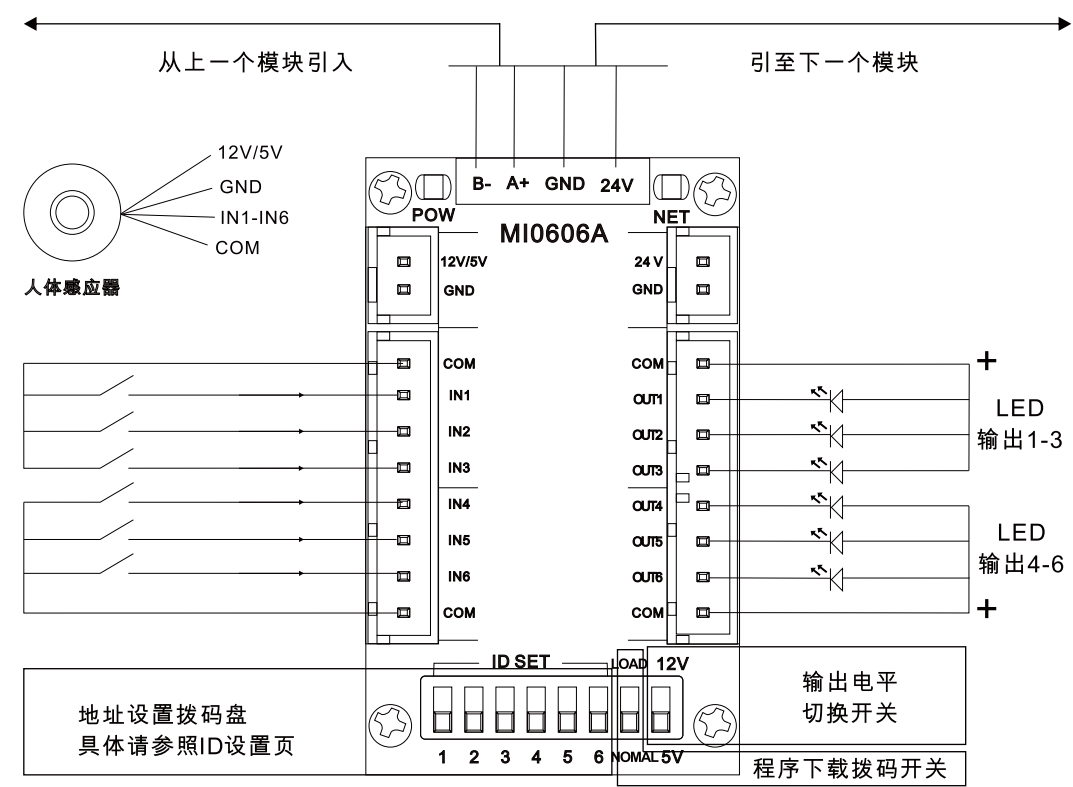 从上一个模块引入
引至下一个模块
B- A+ GND 24V
POW
NET
MI0606A
12V/5V
GND
IN1-IN6
COM
人体感应器
12V/5V
GND
24V
GND
COM
IN1
IN2
IN3
IN4
IN5
IN6
COM
COM
OUT1
OUT2
OUT3
OUT4
OUT5
OUT6
COM
+
LED
输出1-3
LED
输出4-6
+
ID SET
LOAD 12V
1 2 3 4 5 6 NOMAL 5V
地址设置拨码盘
具体请参照ID设置页
输出电平
切换开关
程序下载拨码开关